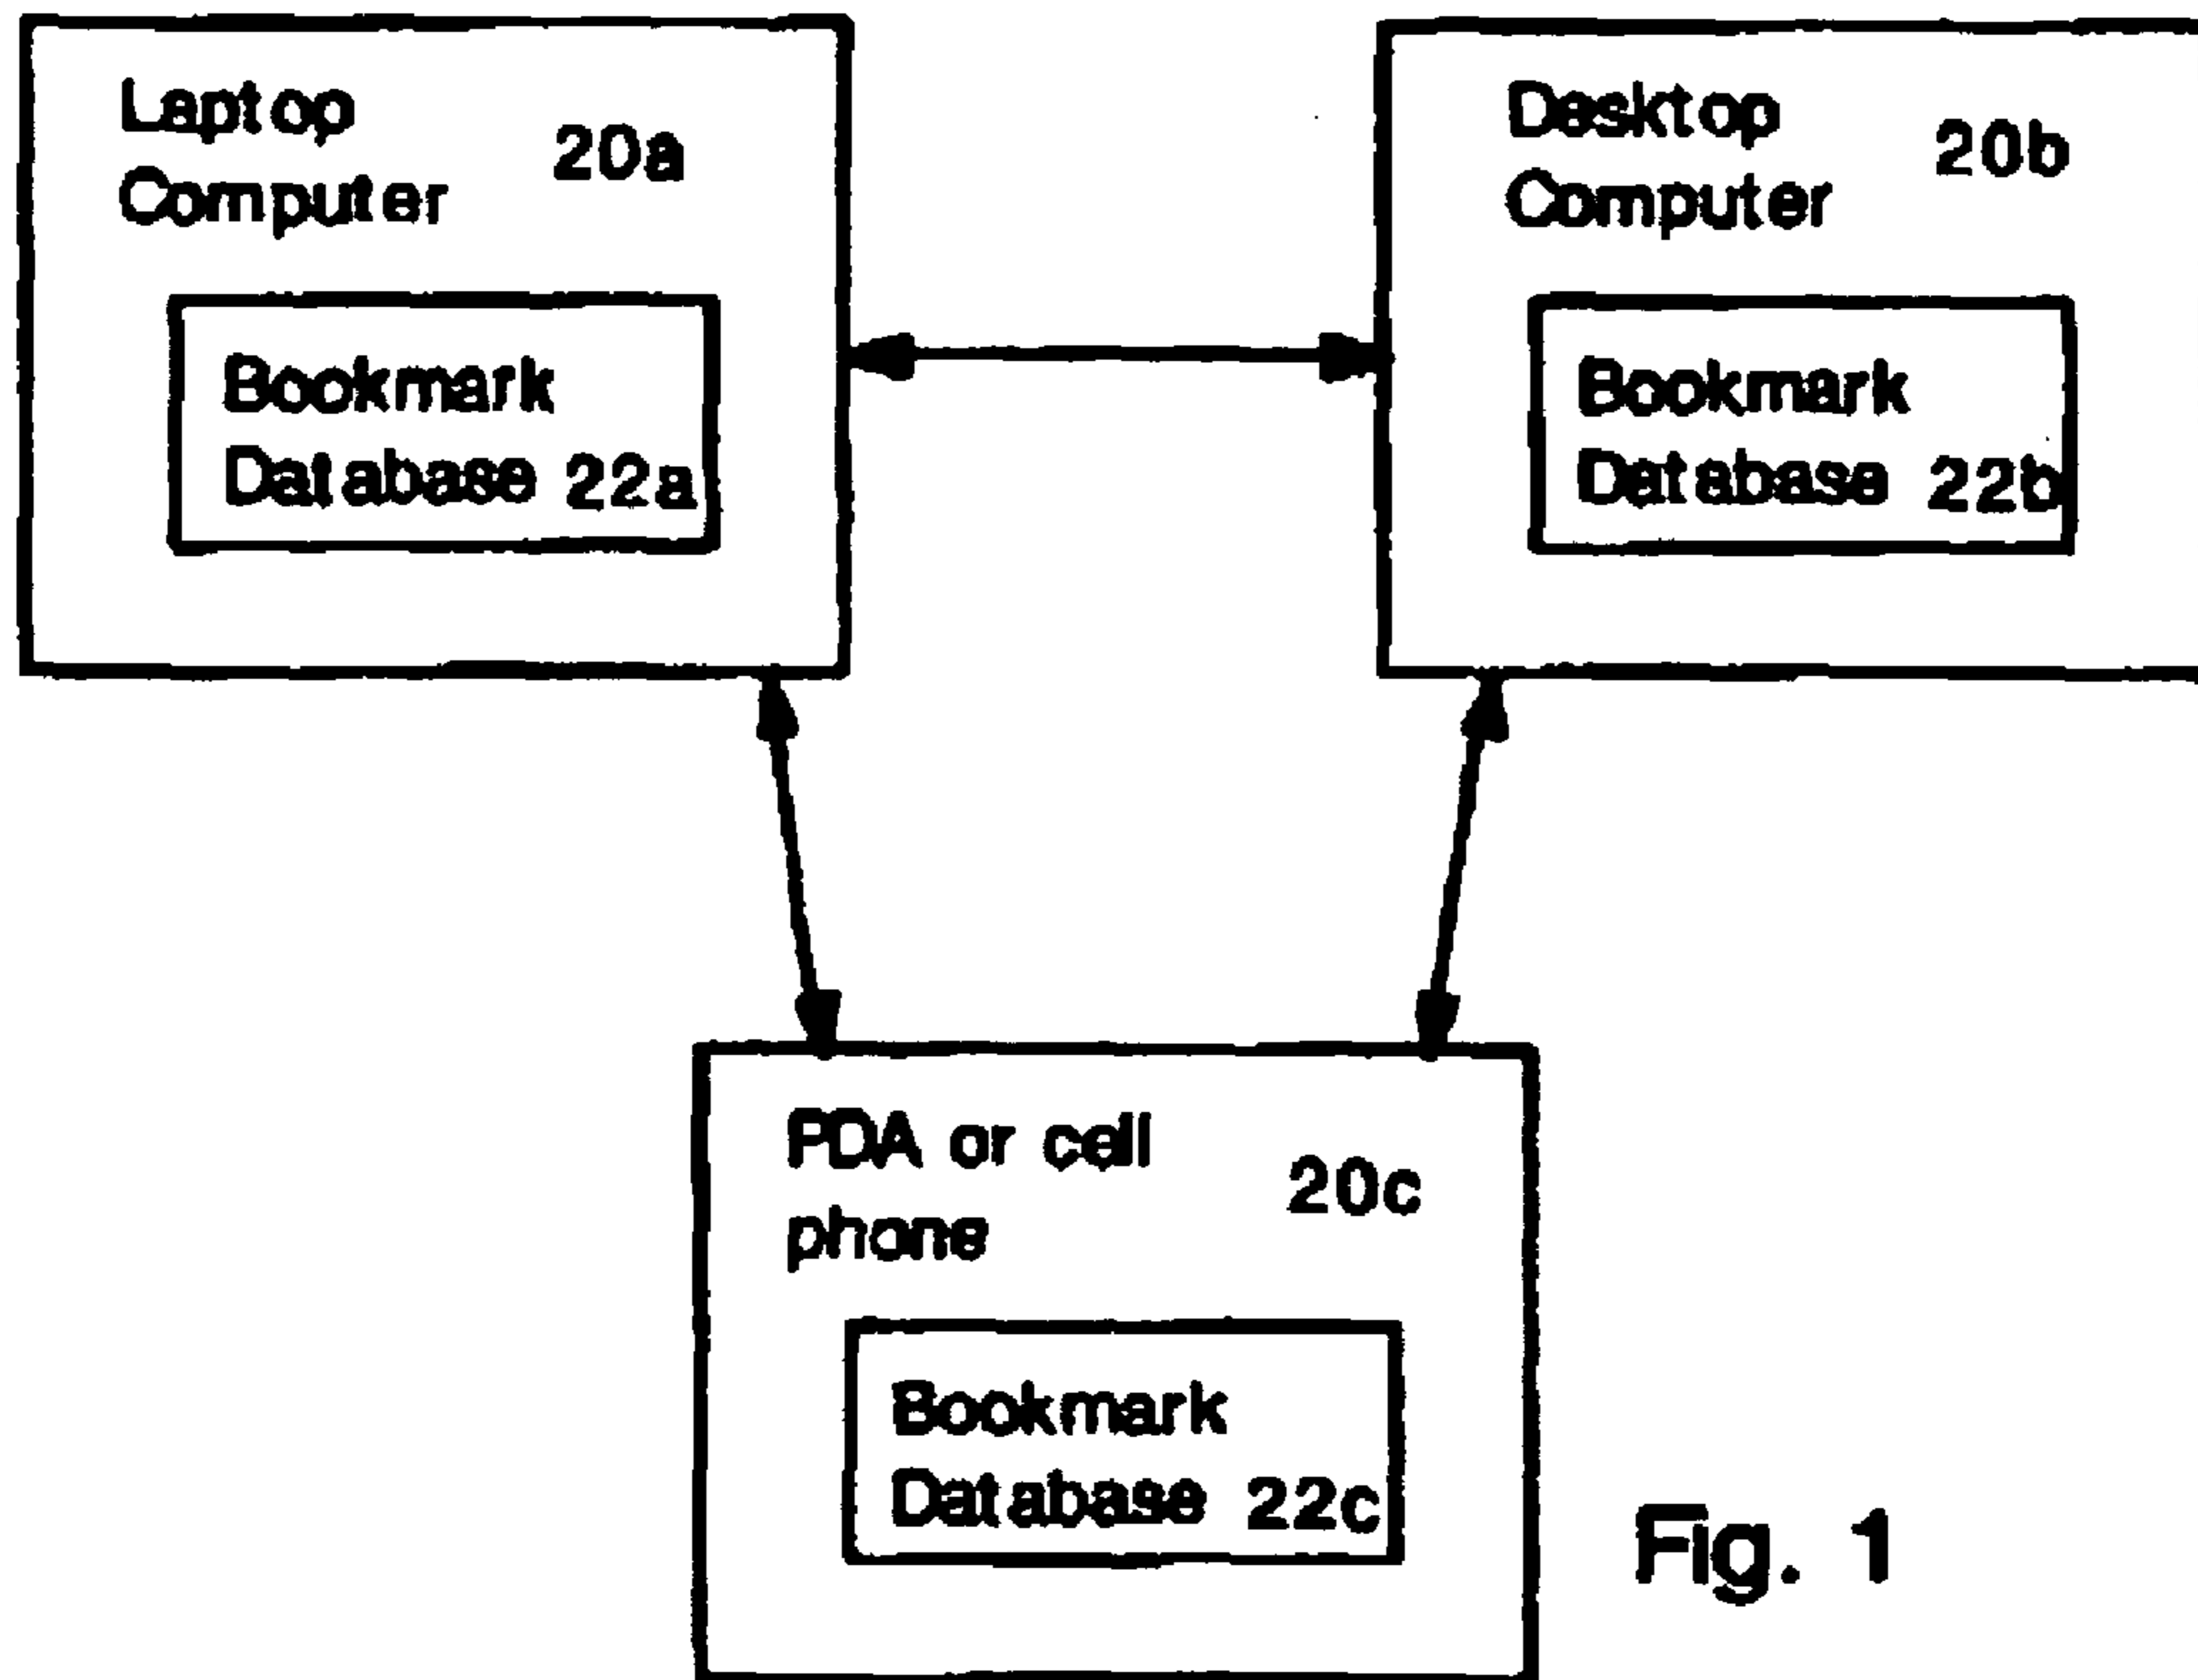 Laptop
Computer 20a
Bookmark
Database 22a
Desktop
Computer 20b
Bookmark
Database 22b
PDA or cell
phone 20c
Bookmark
Database 22c
Fig. 1